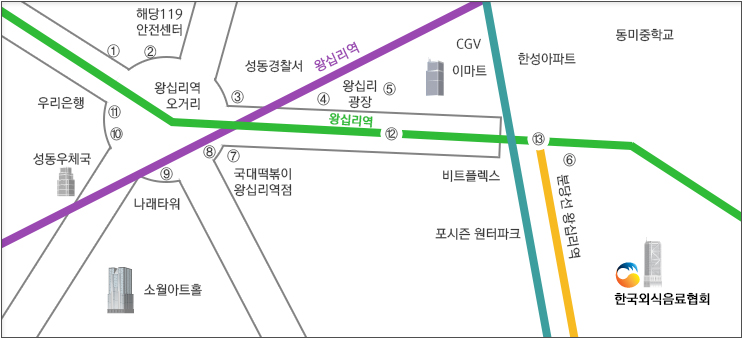 해당119
안전센터
①
②
성동경찰서
왕십리역
CGV
이마트
한성아파트
동미중학교
우리은행
왕십리역
오거리
③
④
왕십리
광장
⑤
⑪
⑩
왕십리역
⑫
⑬
성동우체국
⑨
⑧
⑦
국대떡볶이
왕십리역점
비트플렉스
⑥
분당선 왕십리역
나래타워
포시즌 원터파크
소월아트홀
한국외식음료협회